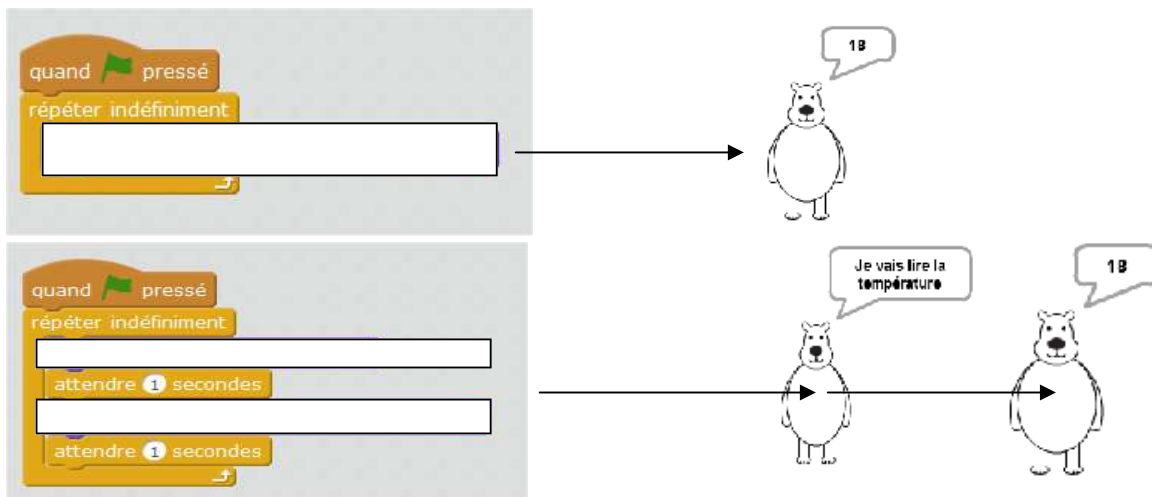 quand pressé
répéter indéfiniment
18
quand pressé
répéter indéfiniment
attendre 1 secondes
attendre 1 secondes
Je vais lire la
température
18